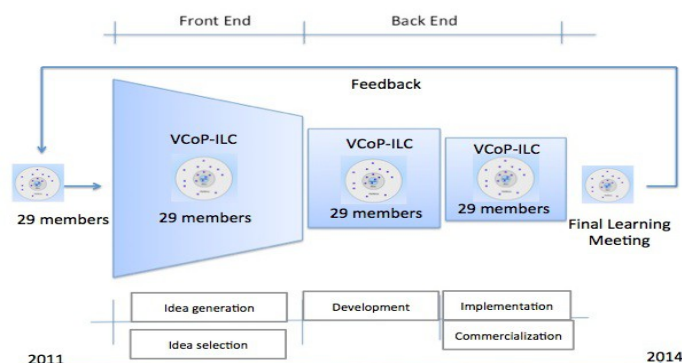 Front End
Back End
Feedback
VCoP-ILC
VCoP-ILC
VCoP-ILC
29 members
29 members
29 members
29 members
Final Learning
Meeting
Idea generation
Development
Implementation
Idea selection
Commercialization
2011
2014